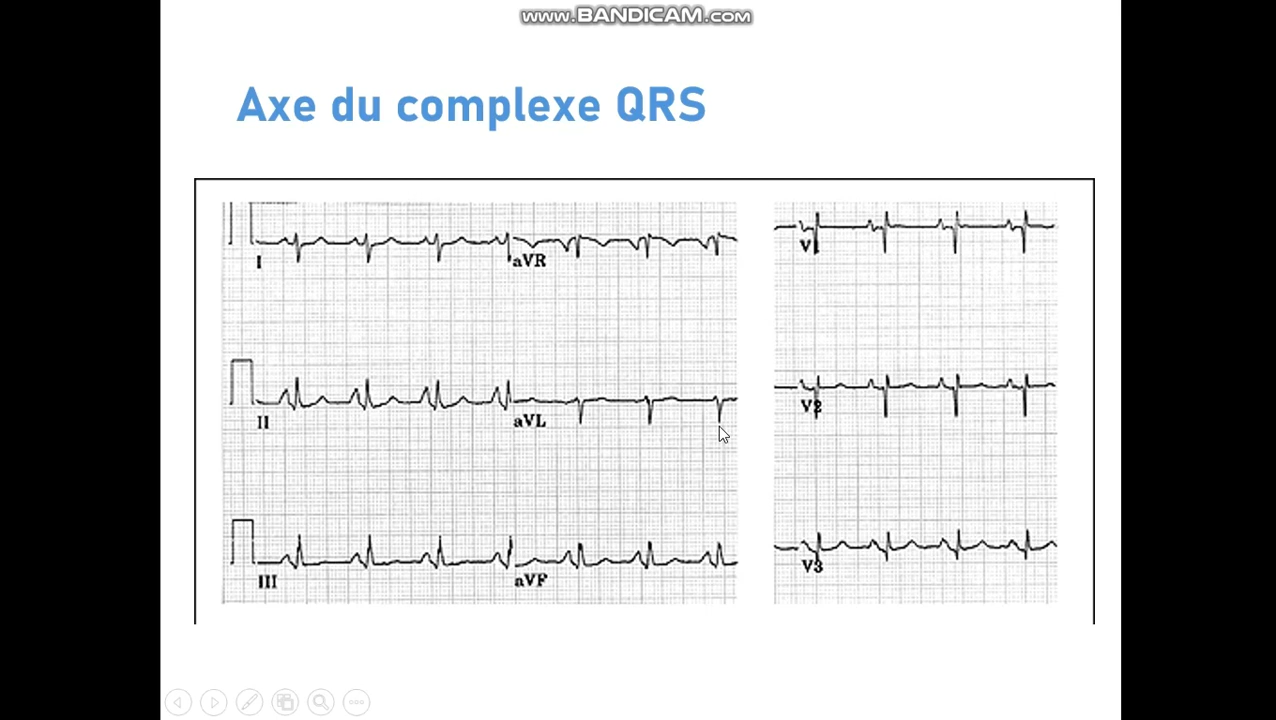 www.BANDICAM.com
Axe du complexe QRS
I
aVR
V1
II
aVL
V2
III
aVF
V3